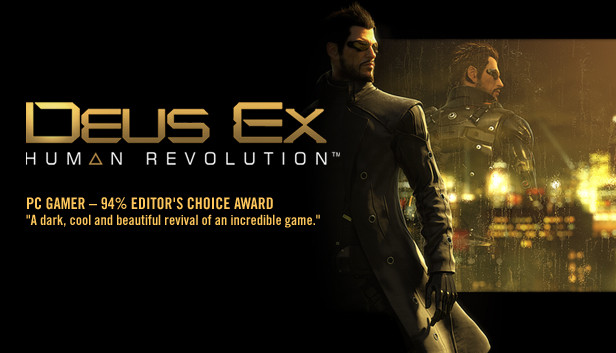 DEUS EX
HUMAN REVOLUTION™
PC GAMER – 94% EDITOR'S CHOICE AWARD
"A dark, cool and beautiful revival of an incredible game."